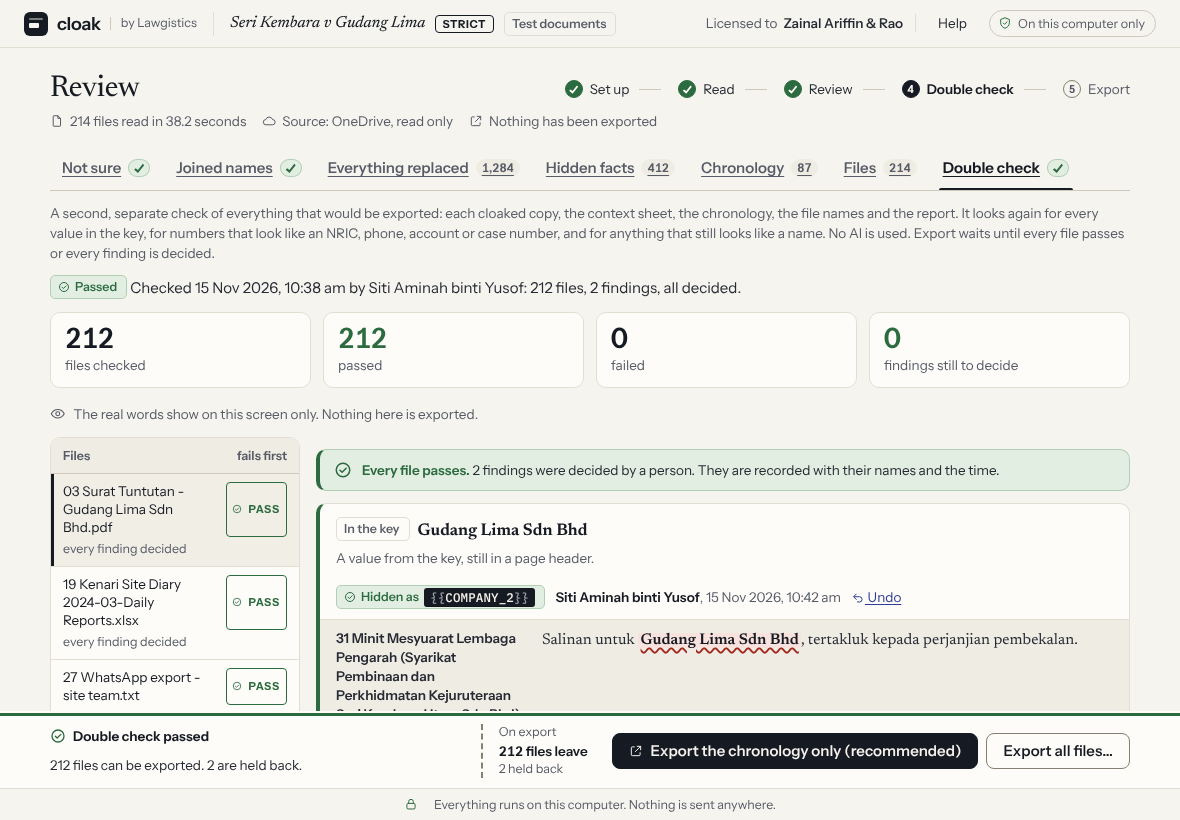 cloak by Lawgistics Seri Kembara v Gudang Lima STRICT Test documents Licensed to Zainal Ariffin & Rao Help On this computer only
Review
Set up Read Review 4 Double check 5 Export
214 files read in 38.2 seconds Source: OneDrive, read only Nothing has been exported
Not sure Joined names Everything replaced 1,284 Hidden facts 412 Chronology 87 Files 214 Double check
A second, separate check of everything that would be exported: each cloaked copy, the context sheet, the chronology, the file names and the report. It looks again for every
value in the key, for numbers that look like an NRIC, phone, account or case number, and for anything that still looks like a name. No AI is used. Export waits until every file passes
or every finding is decided.
Passed Checked 15 Nov 2026, 10:38 am by Siti Aminah binti Yusof: 212 files, 2 findings, all decided.
212
files checked
212
passed
0
failed
0
findings still to decide
The real words show on this screen only. Nothing here is exported.
Files fails first
03 Surat Tuntutan -
Gudang Lima Sdn
Bhd.pdf
every finding decided
PASS
19 Kenari Site Diary
2024-03-Daily
Reports.xlsx
every finding decided
PASS
27 WhatsApp export -
site team.txt
PASS
Every file passes. 2 findings were decided by a person. They are recorded with their names and the time.
In the key Gudang Lima Sdn Bhd
A value from the key, still in a page header.
Hidden as {{COMPANY_2}} Siti Aminah binti Yusof, 15 Nov 2026, 10:42 am Undo
31 Minit Mesyuarat Lembaga
Pengarah (Syarikat
Pembinaan dan
Perkhidmatan Kejuruteraan
Salinan untuk Gudang Lima Sdn Bhd, tertakluk kepada perjanjian pembekalan.
Double check passed
212 files can be exported. 2 are held back.
On export
212 files leave
2 held back
Export the chronology only (recommended)
Export all files...
Everything runs on this computer. Nothing is sent anywhere.